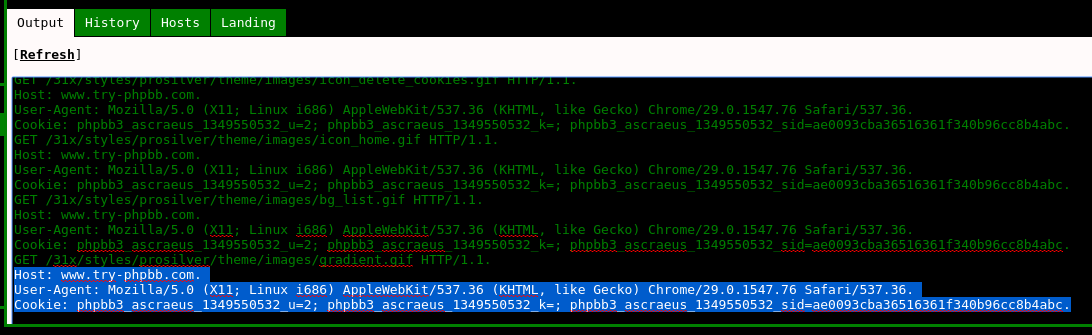 Output History Hosts Landing
[Refresh]
GET /31x/styles/prosilver/theme/images/icon_delete_cookies.gif HTTP/1.1.
Host: www.try-phpbb.com.
User-Agent: Mozilla/5.0 (X11; Linux i686) AppleWebKit/537.36 (KHTML, like Gecko) Chrome/29.0.1547.76 Safari/537.36.
Cookie: phpbb3_ascraeus_1349550532_u=2; phpbb3_ascraeus_1349550532_k=; phpbb3_ascraeus_1349550532_sid=ae0093cba36516361f340b96cc8b4abc.
GET /31x/styles/prosilver/theme/images/icon_home.gif HTTP/1.1.
Host: www.try-phpbb.com.
User-Agent: Mozilla/5.0 (X11; Linux i686) AppleWebKit/537.36 (KHTML, like Gecko) Chrome/29.0.1547.76 Safari/537.36.
Cookie: phpbb3_ascraeus_1349550532_u=2; phpbb3_ascraeus_1349550532_k=; phpbb3_ascraeus_1349550532_sid=ae0093cba36516361f340b96cc8b4abc.
GET /31x/styles/prosilver/theme/images/bg_list.gif HTTP/1.1.
Host: www.try-phpbb.com.
User-Agent: Mozilla/5.0 (X11; Linux i686) AppleWebKit/537.36 (KHTML, like Gecko) Chrome/29.0.1547.76 Safari/537.36.
Cookie: phpbb3_ascraeus_1349550532_u=2; phpbb3_ascraeus_1349550532_k=; phpbb3_ascraeus_1349550532_sid=ae0093cba36516361f340b96cc8b4abc.
GET /31x/styles/prosilver/theme/images/gradient.gif HTTP/1.1.
Host: www.try-phpbb.com.
User-Agent: Mozilla/5.0 (X11; Linux i686) AppleWebKit/537.36 (KHTML, like Gecko) Chrome/29.0.1547.76 Safari/537.36.
Cookie: phpbb3_ascraeus_1349550532_u=2; phpbb3_ascraeus_1349550532_k=; phpbb3_ascraeus_1349550532_sid=ae0093cba36516361f340b96cc8b4abc.